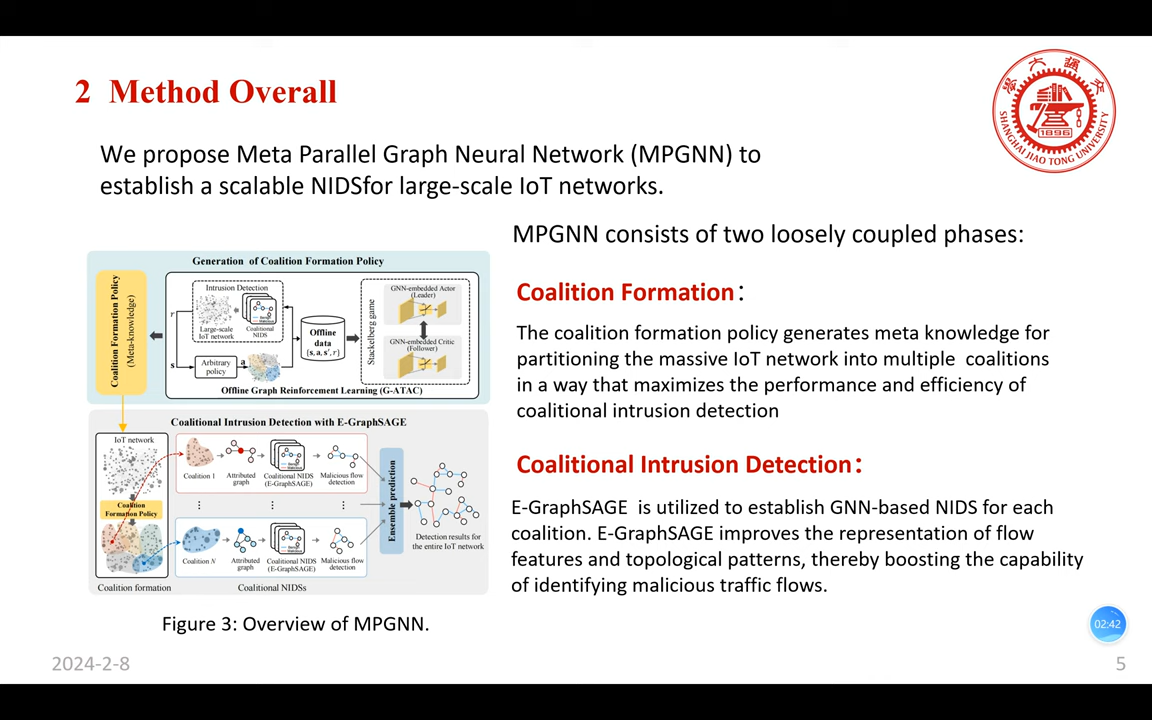 2 Method Overall
We propose Meta Parallel Graph Neural Network (MPGNN) to
establish a scalable NIDSfor large-scale IoT networks.
SHANGHAI JIAO TONG UNIVERSITY
1896
MPGNN consists of two loosely coupled phases:
Coalition Formation：
The coalition formation policy generates meta knowledge for
partitioning the massive IoT network into multiple coalitions
in a way that maximizes the performance and efficiency of
coalitional intrusion detection
Coalitional Intrusion Detection：
E-GraphSAGE is utilized to establish GNN-based NIDS for each
coalition. E-GraphSAGE improves the representation of flow
features and topological patterns, thereby boosting the capability
of identifying malicious traffic flows.
Generation of Coalition Formation Policy
Coalition Formation Policy
(Meta-knowledge)
r
s
Intrusion Detection
Large-scale
IoT network
Coalitional
NIDS
Arbitrary
policy
a
Offline
data
(s, a, s', r)
Stackelberg game
GNN-embedded Actor
(Leader)
GNN-embedded Critic
(Follower)
Offline Graph Reinforcement Learning (G-ATAC)
Coalitional Intrusion Detection with E-GraphSAGE
IoT network
Coalition
Formation Policy
Coalition formation
Coalition 1
Attributed
graph
Coalitional NIDS
(E-GraphSAGE)
Malicious flow
detection
Coalition N
Attributed
graph
Coalitional NIDS
(E-GraphSAGE)
Malicious flow
detection
Coalitional NIDSs
Ensemble prediction
Detection results for
the entire IoT network
Figure 3: Overview of MPGNN.
02:42
2024-2-8
5